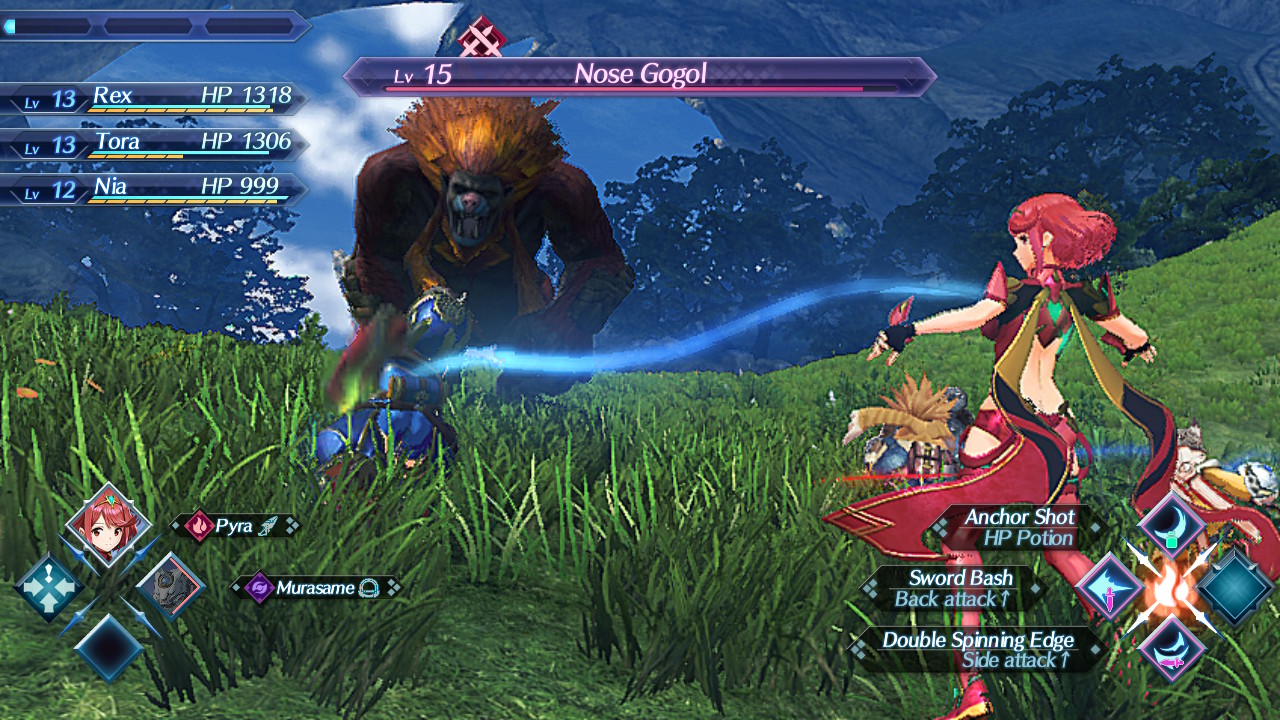 Lv 15 Nose Gogol
Lv 13 Rex HP 1318
Lv 13 Tora HP 1306
Lv 12 Nia HP 999
Pyra
Murasame
Anchor Shot
HP Potion
Sword Bash
Back attack↑
Double Spinning Edge
Side attack↑